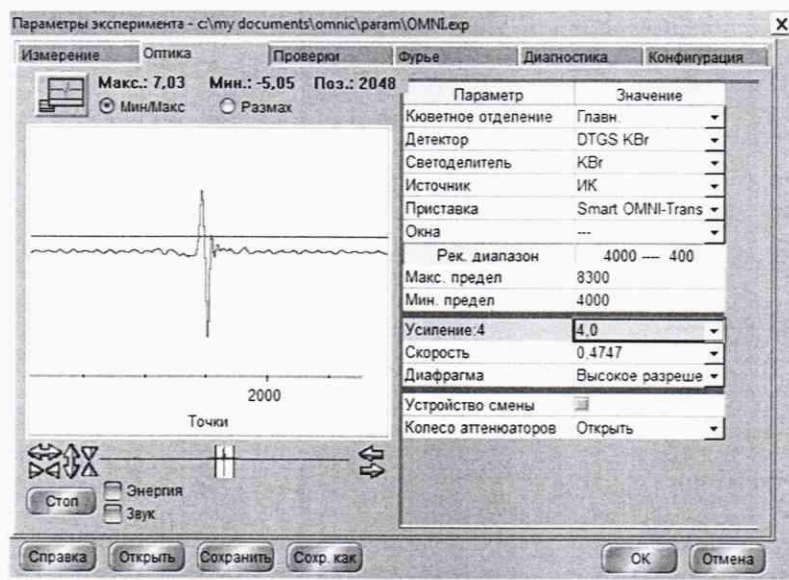 Параметры эксперимента - c:\my documents\omnic\param\OMNI.exp
Измерение Оптика Проверки Фурье Диагностика Конфигурация
Макс.: 7,03 Мин.: -5,05 Поз.: 2048
Мин/Макс Размах
2000
Точки
Стоп
Энергия
Звук
Параметр Значение
Кюветное отделение Главн.
Детектор DTGS KBr
Светоделитель KBr
Источник ИК
Приставка Smart OMNI-Trans
Окна ---
Рек. диапазон 4000 --- 400
Макс. предел 8300
Мин. предел 4000
Усиление:4 4,0
Скорость 0,4747
Диафрагма Высокое разреше
Устройство смены
Колесо аттенюаторов Открыть
Справка Открыть Сохранить Сохр. как OK Отмена